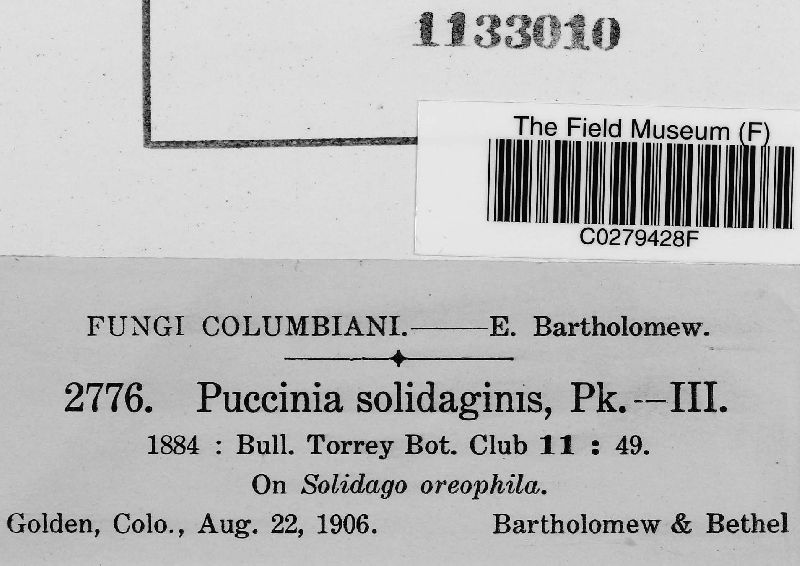 1133010
The Field Museum (F)
C0279428F
FUNGI COLUMBIANI.——E. Bartholomew.
2776. Puccinia solidaginis, Pk.—III.
1884 : Bull. Torrey Bot. Club 11 : 49.
On Solidago oreophila.
Golden, Colo., Aug. 22, 1906. Bartholomew & Bethel